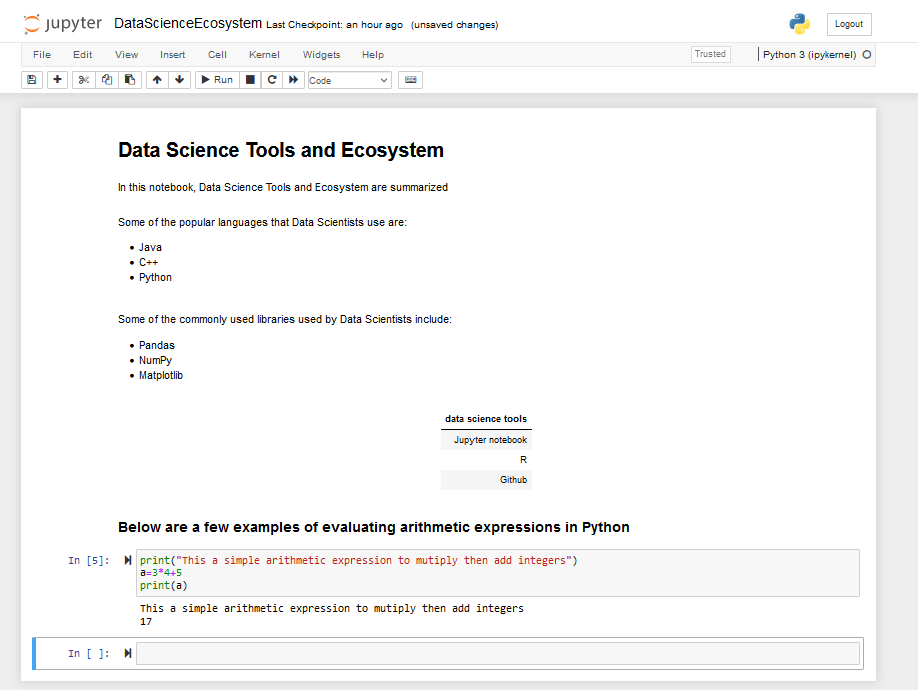 jupyter DataScienceEcosystem Last Checkpoint: an hour ago (unsaved changes) Logout
File Edit View Insert Cell Kernel Widgets Help Trusted Python 3 (ipykernel)
Run Code
Data Science Tools and Ecosystem
In this notebook, Data Science Tools and Ecosystem are summarized
Some of the popular languages that Data Scientists use are:
• Java
• C++
• Python
Some of the commonly used libraries used by Data Scientists include:
• Pandas
• NumPy
• Matplotlib
data science tools
Jupyter notebook
R
Github
Below are a few examples of evaluating arithmetic expressions in Python
In [5]: print("This a simple arithmetic expression to mutiply then add integers")
a=3*4+5
print(a)
This a simple arithmetic expression to mutiply then add integers
17
In [ ]: